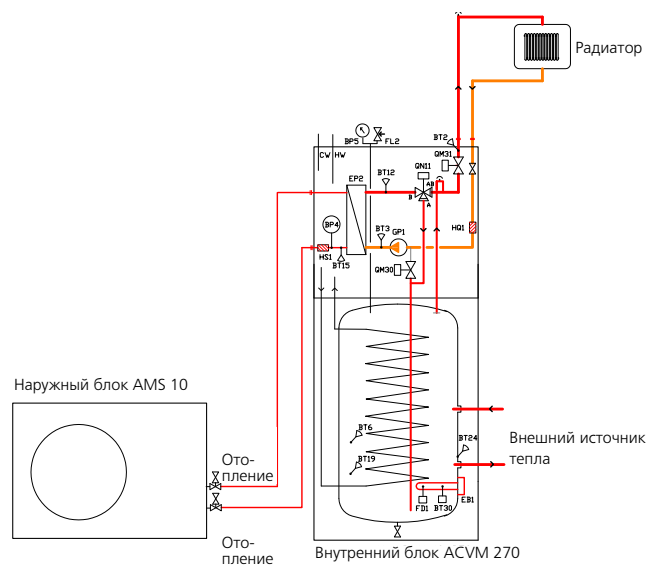 Радиатор
BT2
BP5
FL2
QM31
CW
HW
QN11
EP2
BT12
AB
B
A
BP4
BT3
GP1
HQ1
HS1
BT15
QM30
Наружный блок AMS 10
BT6
BT24
Внешний источник
тепла
Ото-
пление
BT19
EB1
FD1
BT30
Ото-
пление
Внутренний блок ACVM 270